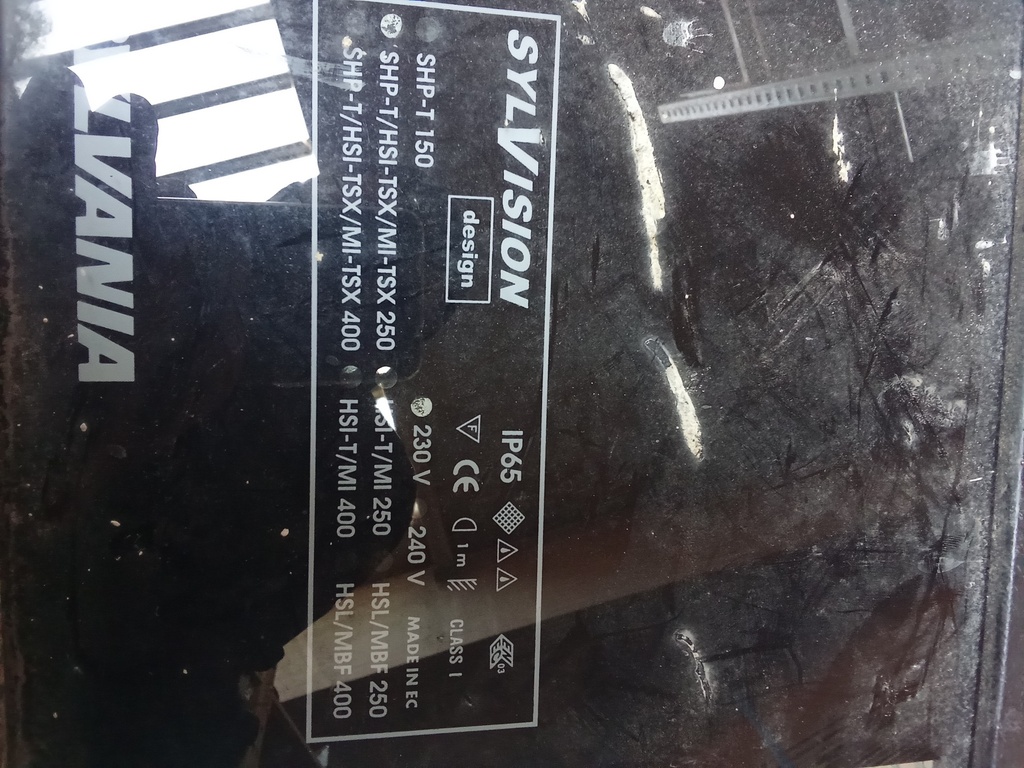 SYLVISION IP65
design F CE 1m CLASS I
SHP-T 150 230 V 240 V MADE IN EC
SHP-T/HSI-TSX/MI-TSX 250 HSI-T/MI 250 HSL/MBF 250
SHP-T/HSI-TSX/MI-TSX 400 HSI-T/MI 400 HSL/MBF 400
SYLVANIA